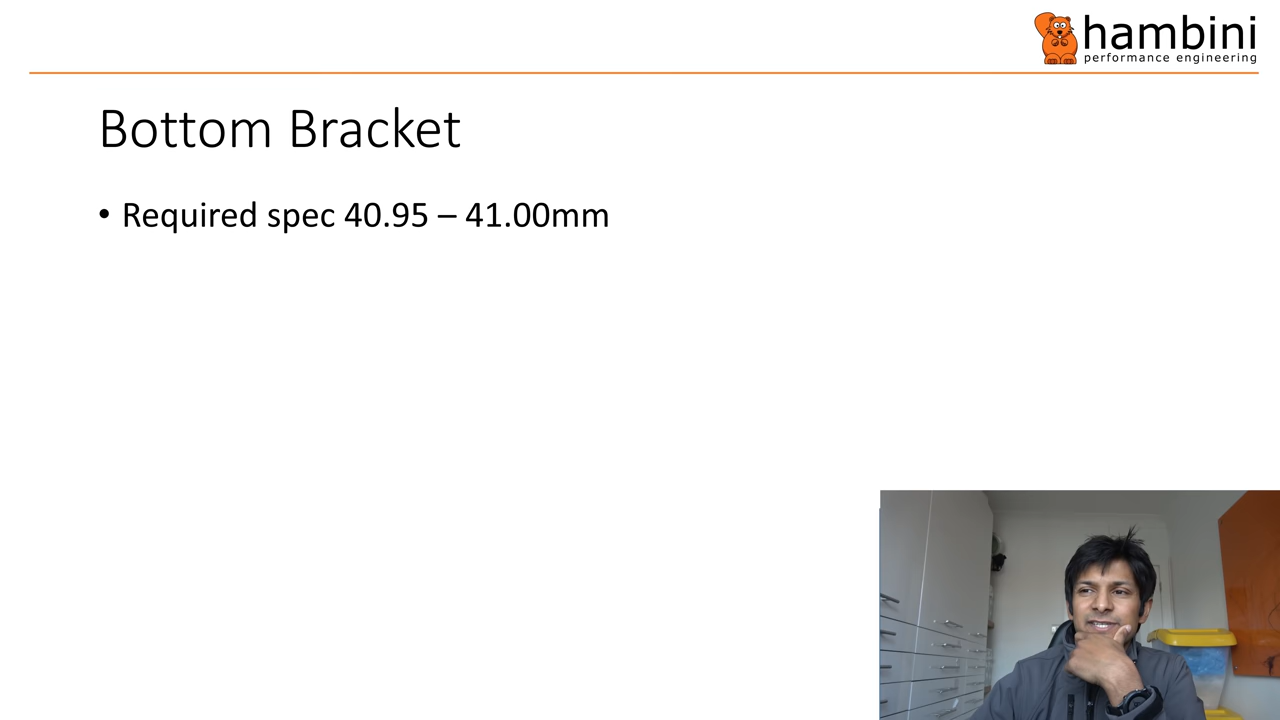 hambini
performance engineering
Bottom Bracket
• Required spec 40.95 – 41.00mm